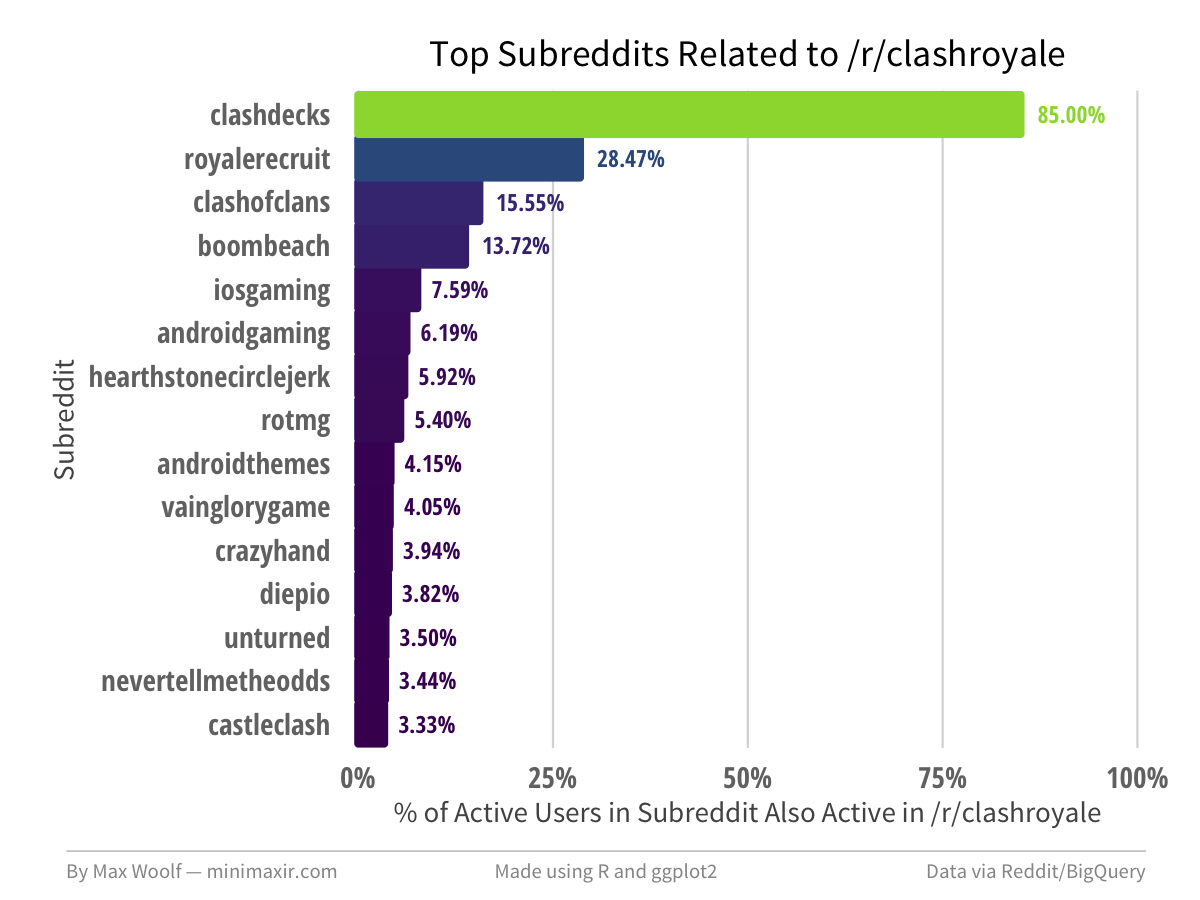 Top Subreddits Related to /r/clashroyale
clashdecks 85.00%
royalerecruit 28.47%
clashofclans 15.55%
boombeach 13.72%
iosgaming 7.59%
androidgaming 6.19%
hearthstonecirclejerk 5.92%
rotmg 5.40%
androidthemes 4.15%
vainglorygame 4.05%
crazyhand 3.94%
diepio 3.82%
unturned 3.50%
nevertellmetheodds 3.44%
castleclash 3.33%
Subreddit
0% 25% 50% 75% 100%
% of Active Users in Subreddit Also Active in /r/clashroyale
By Max Woolf — minimaxir.com Made using R and ggplot2 Data via Reddit/BigQuery